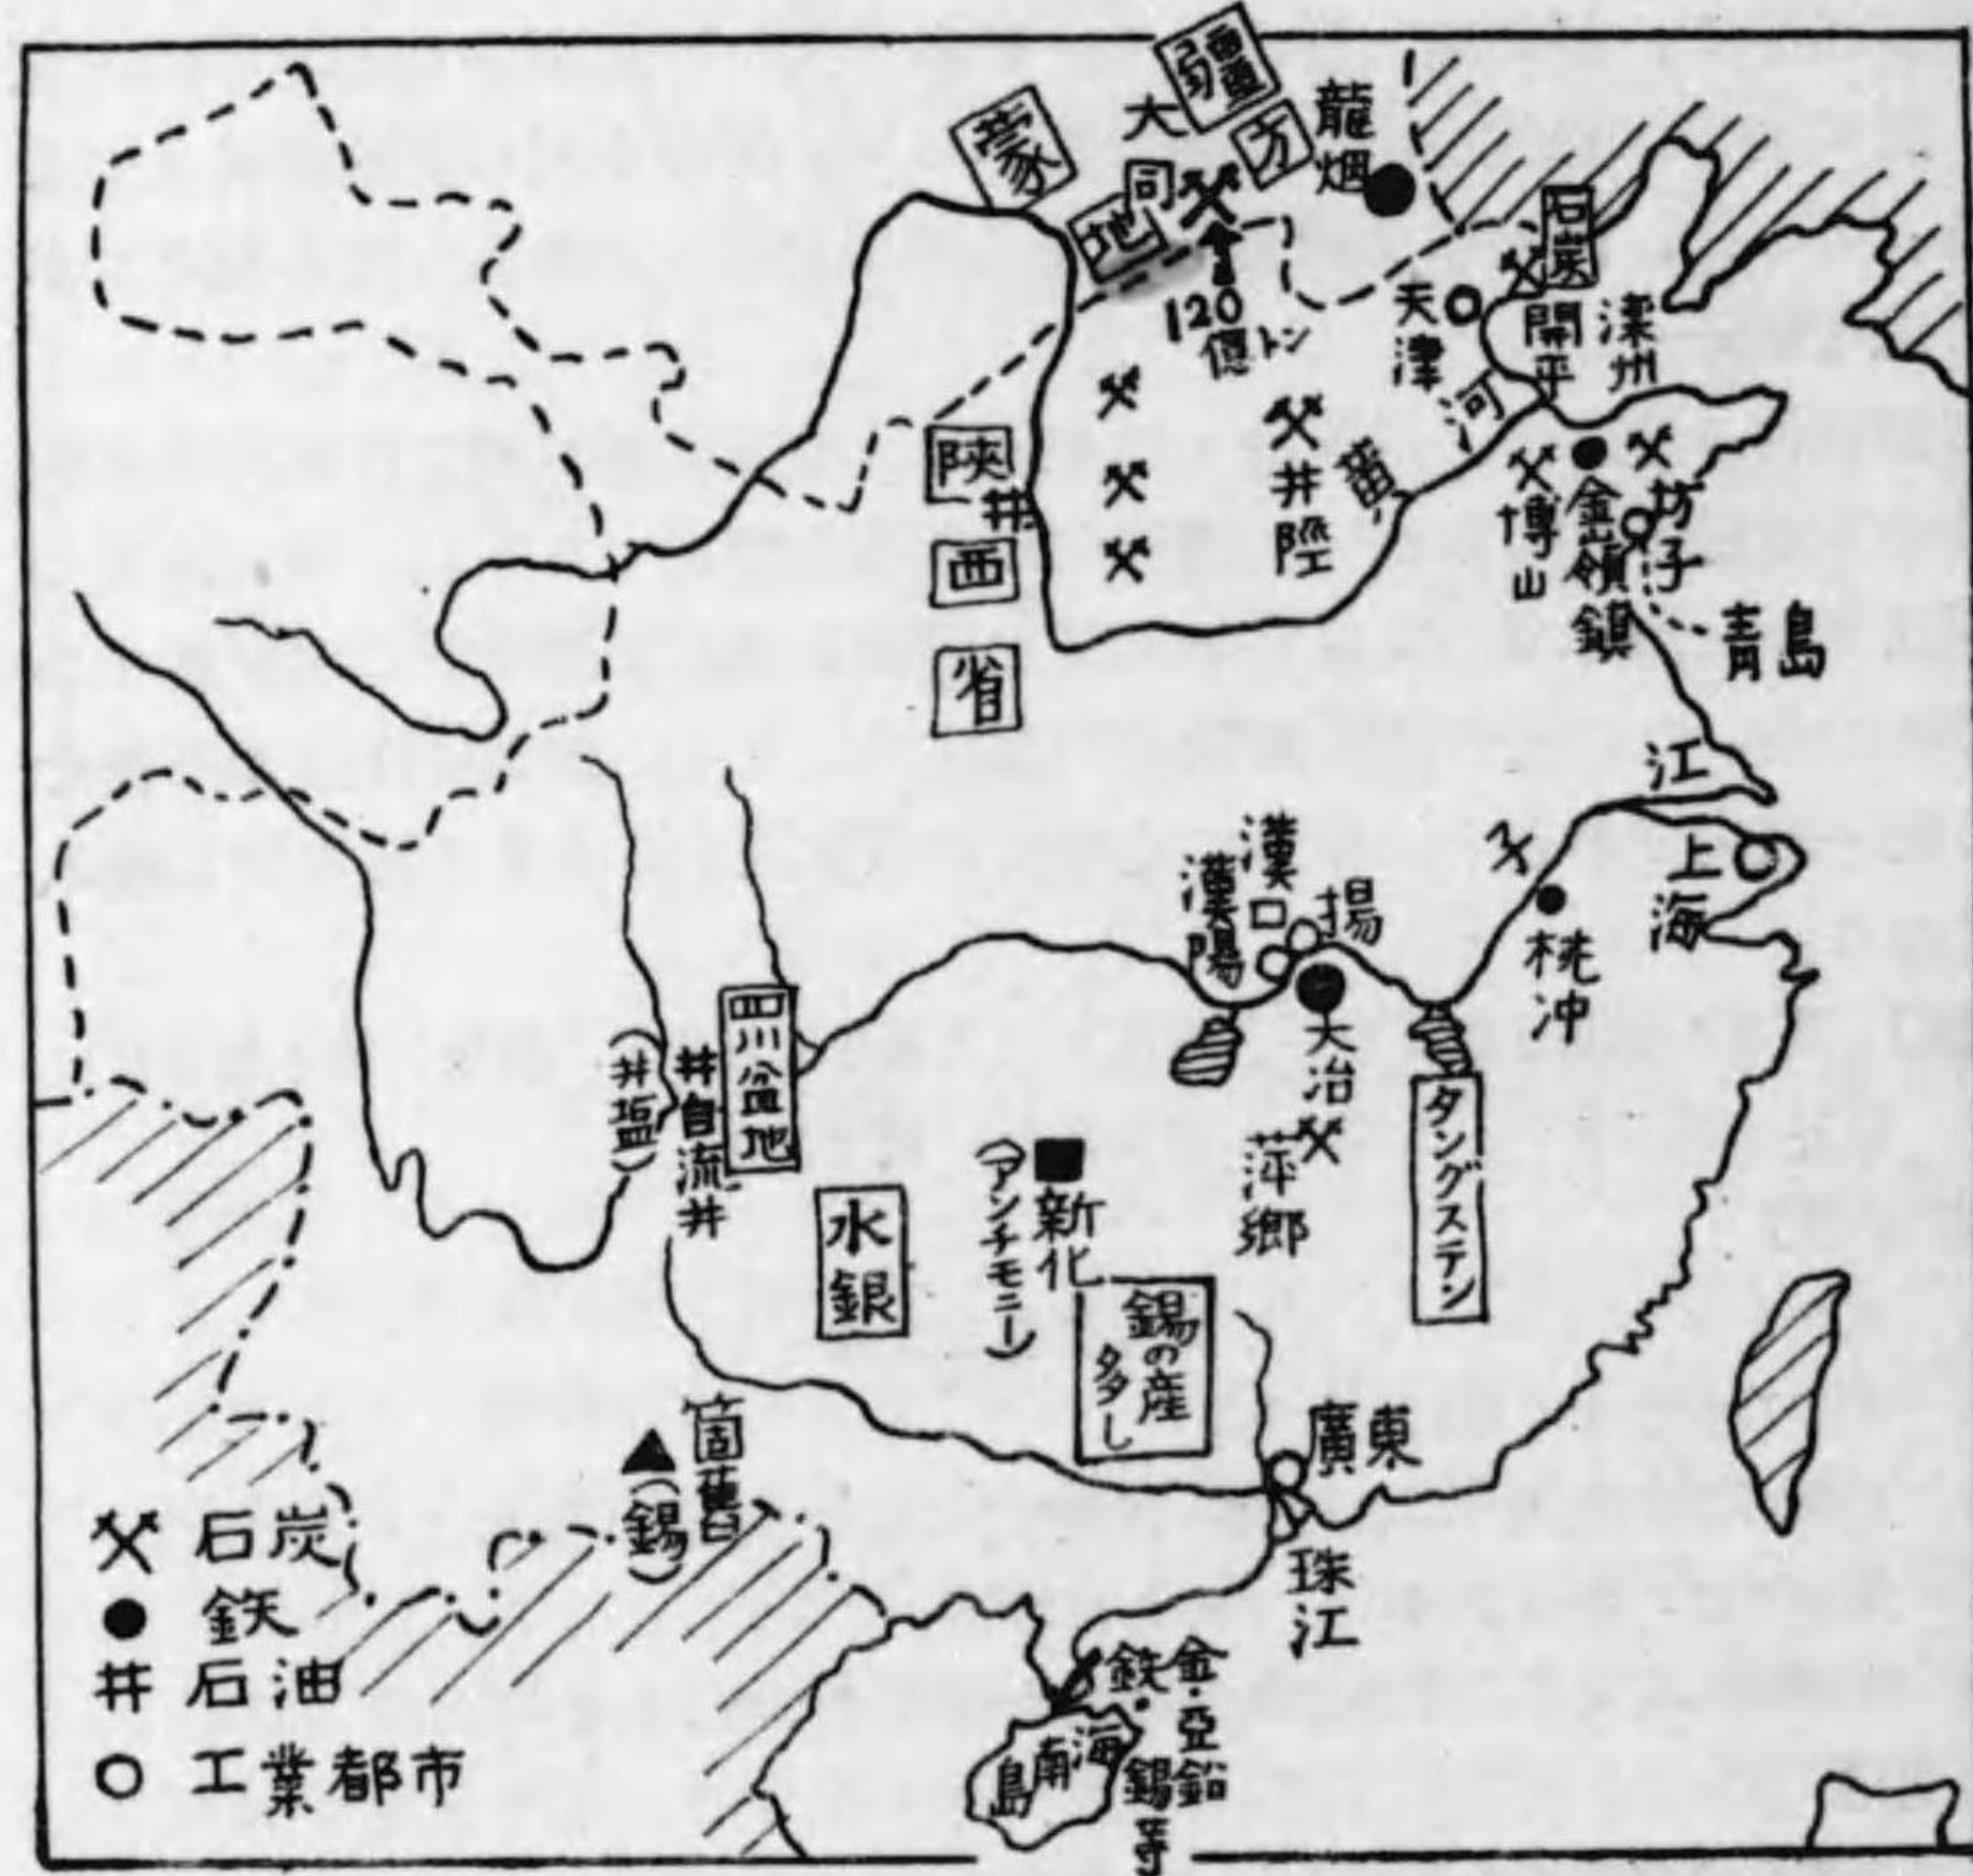 蒙
疆
地
方
大同
龍烟
120
億トン
石炭
開平
灤州
天津
黄
河
井陘
陝
西
省
博山
金嶺鎮
坊子
青島
江
子
揚
上海
漢口
漢陽
桃冲
大冶
萍郷
タングステン
四川盆地
自流井
(井塩)
水銀
新化
(アンチモニー)
錫の産
多し
箇舊
(錫)
廣東
珠江
海南島
鉄・錫等
金・亞鉛
石炭
鉄
井 石油
工業都市